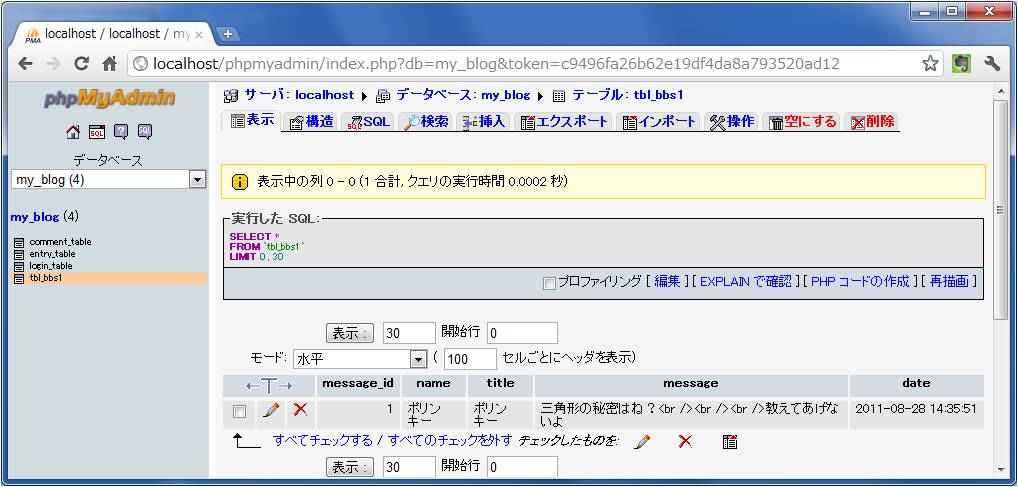 localhost / localhost / my
PMA
localhost/phpmyadmin/index.php?db=my_blog&token=c9496fa26b62e19df4da8a793520ad12
phpMyAdmin
SQL
?
SQL
データベース
my_blog (4)
my_blog (4)
comment_table
entry_table
login_table
tbl_bbs1
サーバ: localhost データベース: my_blog テーブル: tbl_bbs1
表示 構造 SQL 検索 挿入 エクスポート インポート 操作 空にする 削除
表示中の列 0 - 0 (1 合計, クエリの実行時間 0.0002 秒)
実行した SQL:
SELECT *
FROM `tbl_bbs1`
LIMIT 0 , 30
プロファイリング [ 編集 ] [ EXPLAIN で確認 ] [ PHP コードの作成 ] [ 再描画 ]
表示 : 30 開始行 0
モード: 水平 ( 100 セルごとにヘッダを表示)
←T→ message_id name title message date
1 ポリンキー ポリンキー 三角形の秘密はね？<br /><br /><br />教えてあげないよ 2011-08-28 14:35:51
すべてチェックする / すべてのチェックを外す チェックしたものを:
表示 : 30 開始行 0